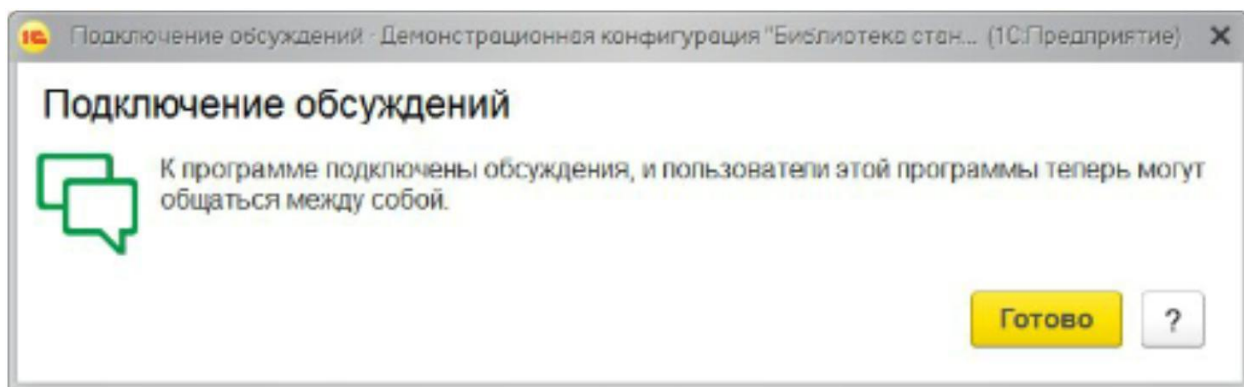 1С Подключение обсуждений - Демонстрационная конфигурация "Библиотека стан... (1С:Предприятие)
Подключение обсуждений
К программе подключены обсуждения, и пользователи этой программы теперь могут
общаться между собой.
Готово ?